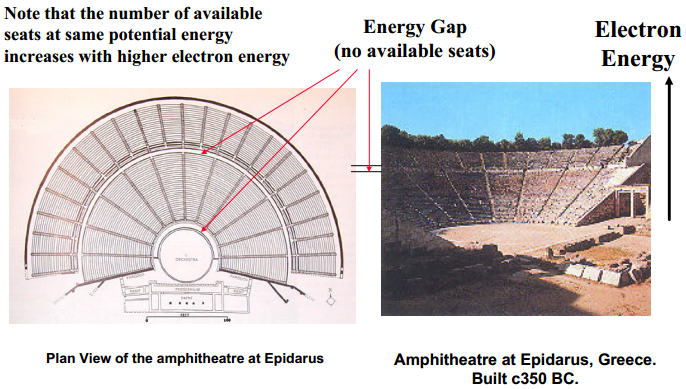 Note that the number of available
seats at same potential energy
increases with higher electron energy
Energy Gap
(no available seats)
Electron
Energy
ORCHESTRA
Plan View of the amphitheatre at Epidarus
Amphitheatre at Epidarus, Greece.
Built c350 BC.